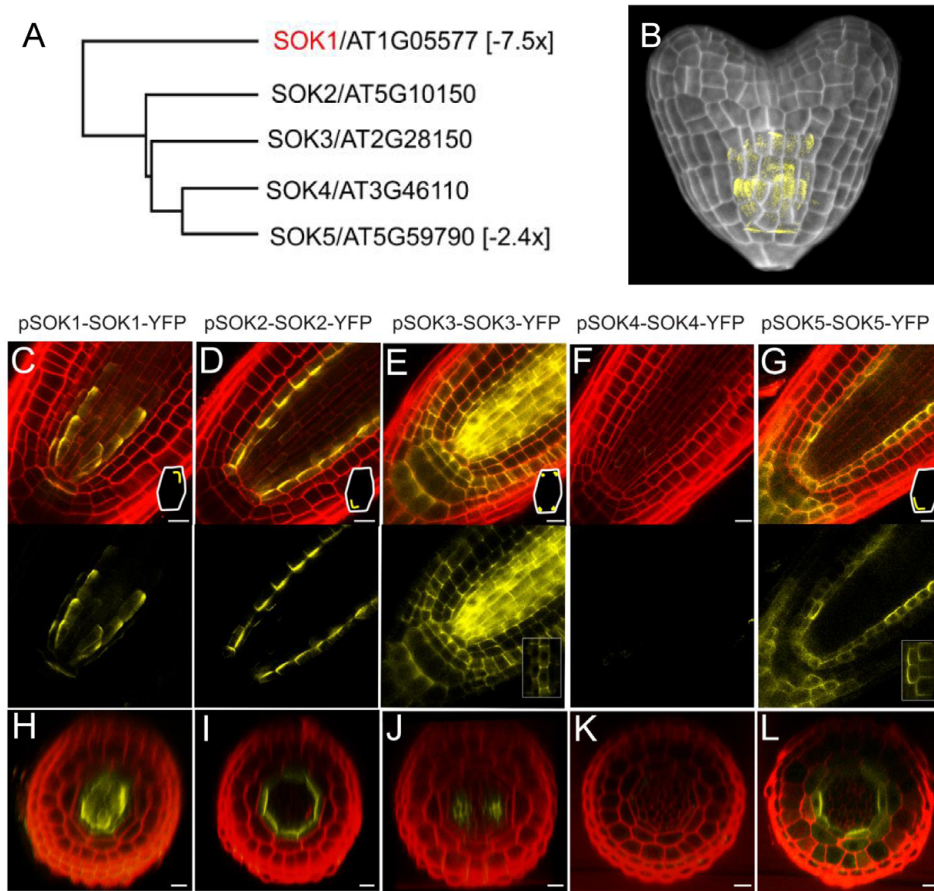 A
SOK1/AT1G05577 [-7.5x]
SOK2/AT5G10150
SOK3/AT2G28150
SOK4/AT3G46110
SOK5/AT5G59790 [-2.4x]
B
pSOK1-SOK1-YFP
pSOK2-SOK2-YFP
pSOK3-SOK3-YFP
pSOK4-SOK4-YFP
pSOK5-SOK5-YFP
C
D
E
F
G
H
I
J
K
L